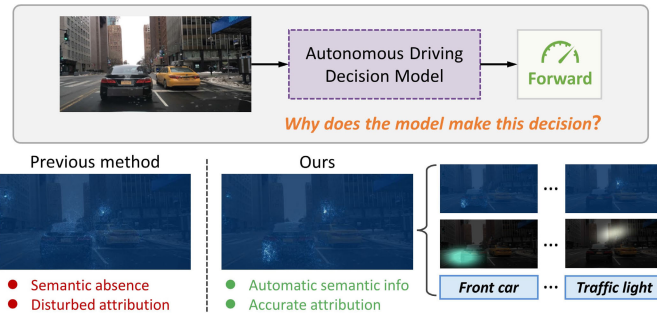 Autonomous Driving
Decision Model
Forward
Why does the model make this decision?
Previous method
Ours
Semantic absence
Disturbed attribution
Automatic semantic info
Accurate attribution
...
...
Front car ... Traffic light